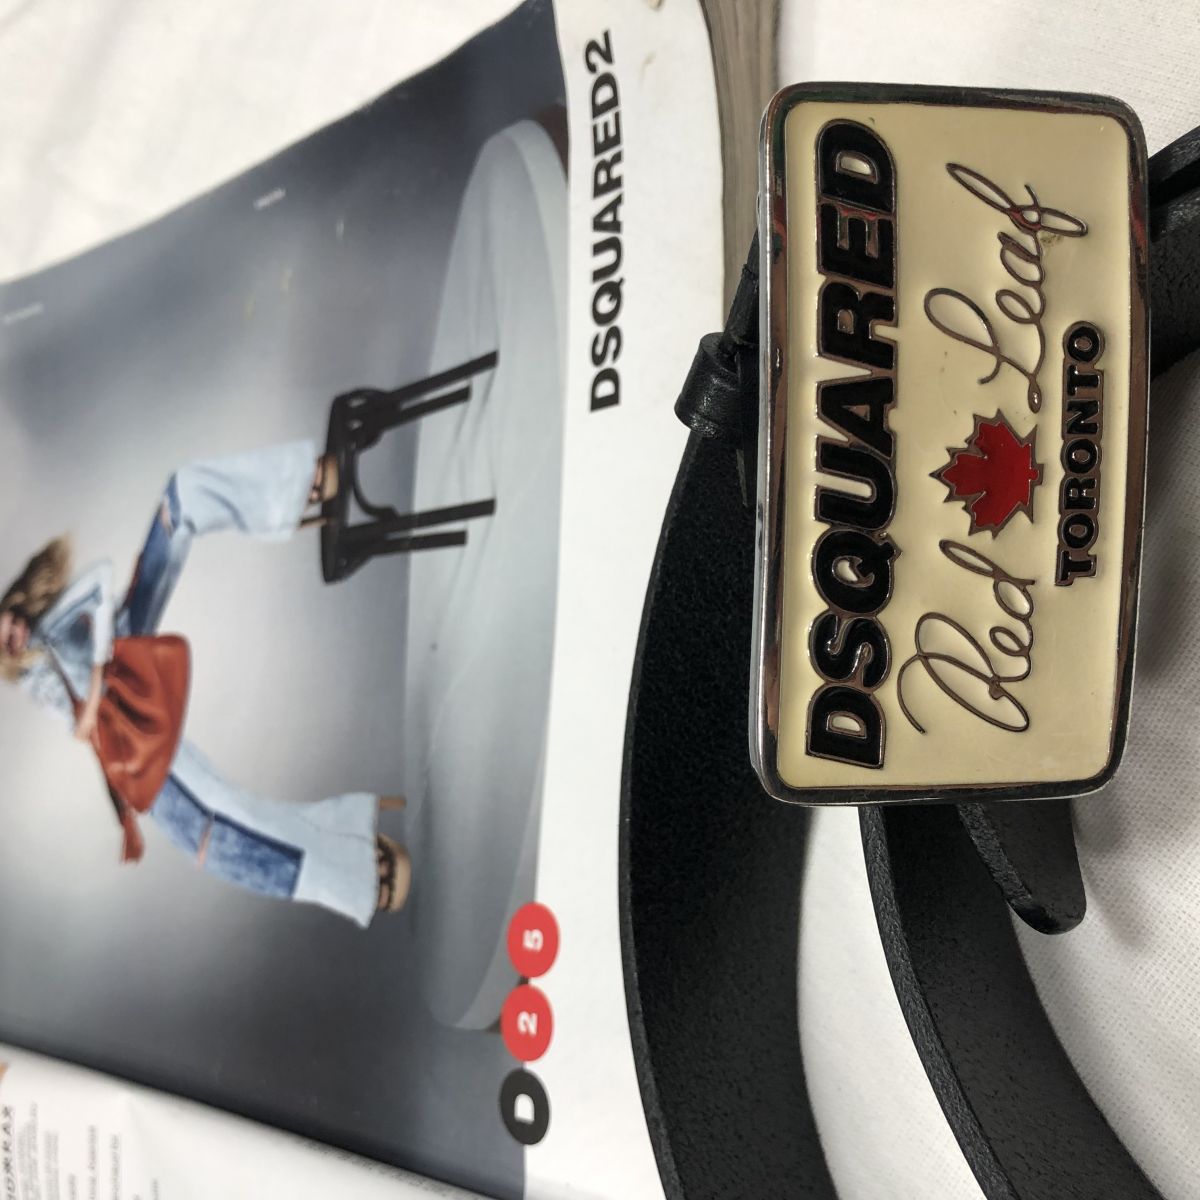 DSQUARED2
D 2 5
DSQUARED
Red Leaf
TORONTO